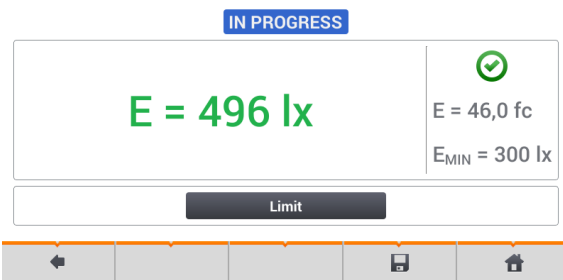 IN PROGRESS
E = 496 lx
E = 46,0 fc
EMIN = 300 lx
Limit